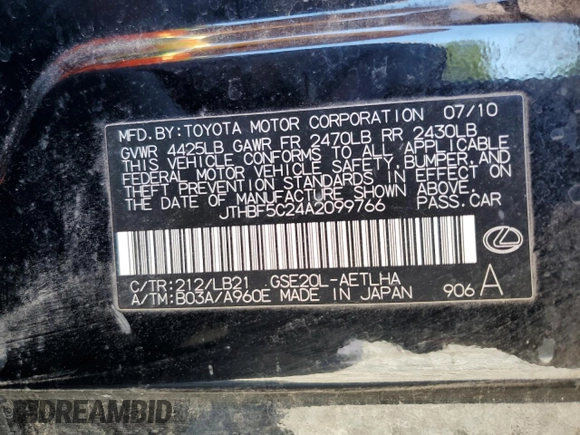 MFD. BY: TOYOTA MOTOR CORPORATION 07/10
GVWR 4425LB GAWR FR 2470LB RR 2430LB
THIS VEHICLE CONFORMS TO ALL APPLICABLE
FEDERAL MOTOR VEHICLE SAFETY, BUMPER, AND
THEFT PREVENTION STANDARDS IN EFFECT ON
THE DATE OF MANUFACTURE SHOWN ABOVE.
JTHBF5C24A2099766 PASS. CAR
C/TR: 212/LB21 GSE20L-AETLHA
A/TM: B03A/A960E MADE IN JAPAN 906 A
DREAMBID